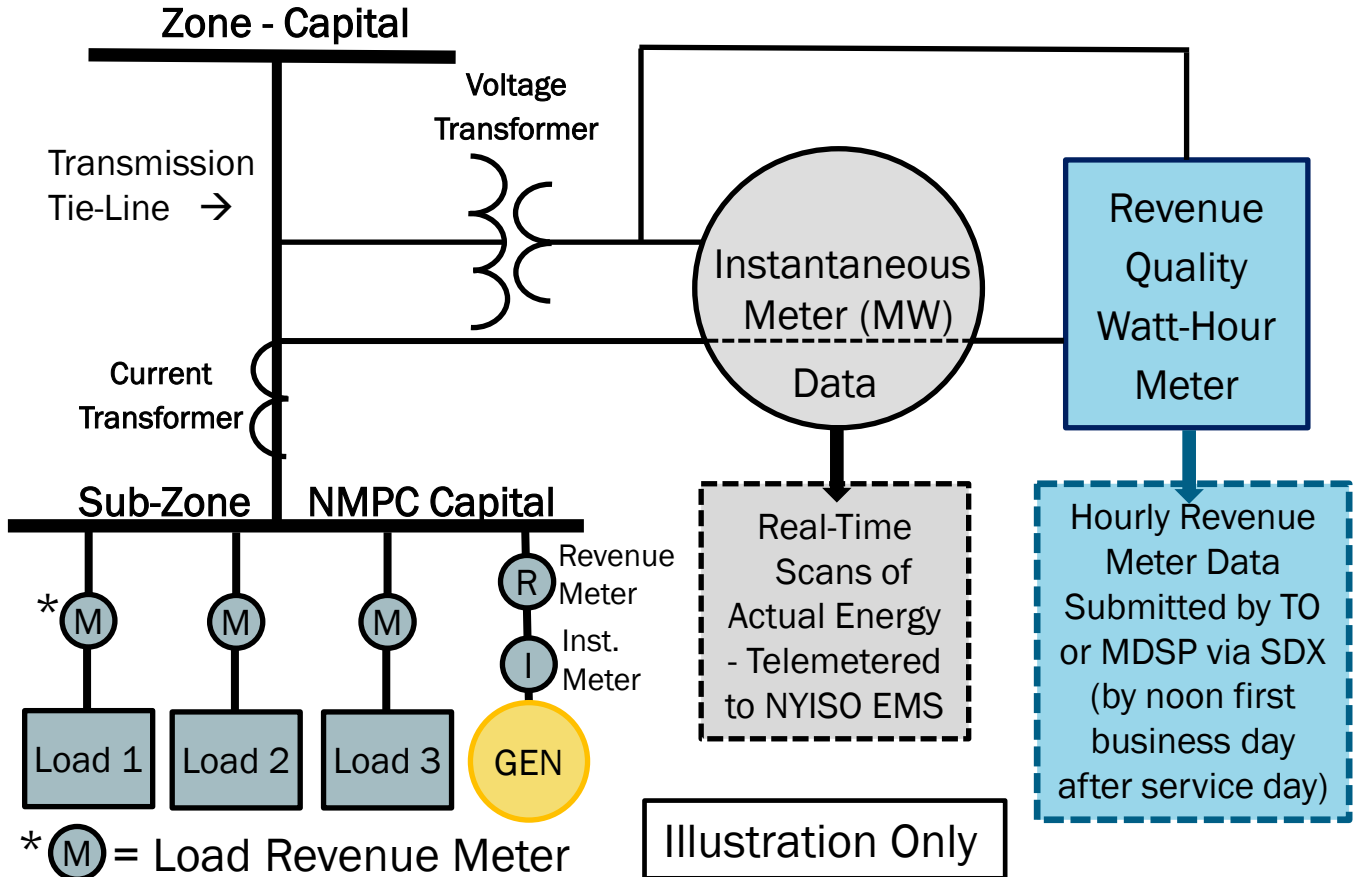 Zone - Capital
Voltage
Transformer
Transmission
Tie-Line →
Instantaneous
Meter (MW)
Data
Revenue
Quality
Watt-Hour
Meter
Current
Transformer
Sub-Zone NMPC Capital
* M
M
M
R
Revenue
Meter
I
Inst.
Meter
Load 1
Load 2
Load 3
GEN
Real-Time
Scans of
Actual Energy
- Telemetered
to NYISO EMS
Hourly Revenue
Meter Data
Submitted by TO
or MDSP via SDX
(by noon first
business day
after service day)
* M = Load Revenue Meter
Illustration Only